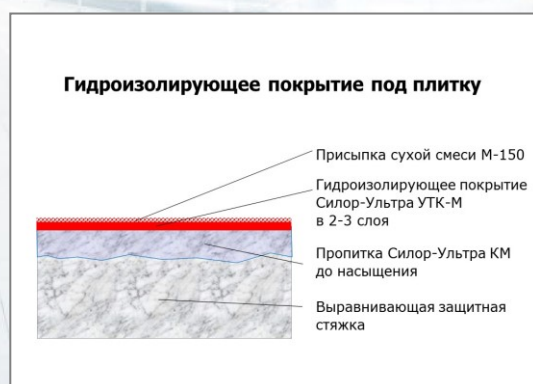 Гидроизолирующее покрытие под плитку
Присыпка сухой смеси М-150
Гидроизолирующее покрытие
Силор-Ультра УТК-М
в 2-3 слоя
Пропитка Силор-Ультра КМ
до насыщения
Выравнивающая защитная
стяжка